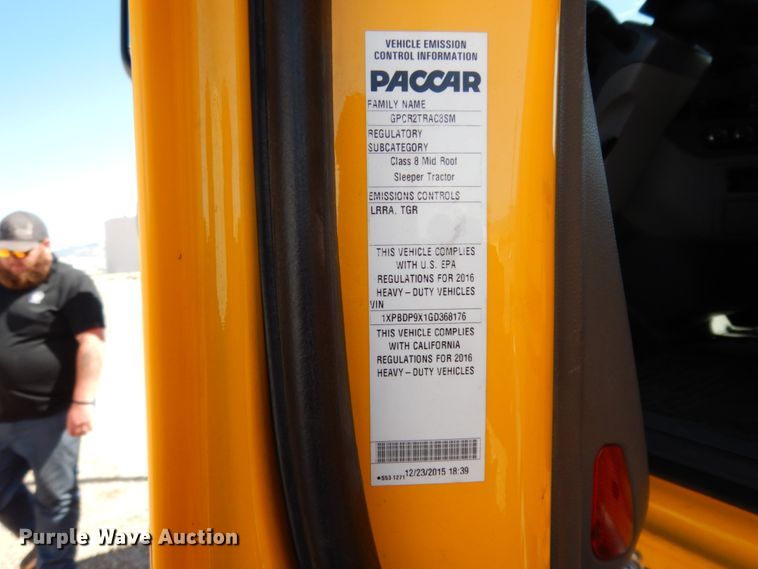 VEHICLE EMISSION
CONTROL INFORMATION
PACCAR
FAMILY NAME
GPCR2TRAC8SM
REGULATORY
SUBCATEGORY
Class 8 Mid Roof
Sleeper Tractor
EMISSIONS CONTROLS
LRRA, TGR
THIS VEHICLE COMPLIES
WITH U.S. EPA
REGULATIONS FOR 2016
HEAVY – DUTY VEHICLES
VIN
1XPBDP9X1GD368176
THIS VEHICLE COMPLIES
WITH CALIFORNIA
REGULATIONS FOR 2016
HEAVY – DUTY VEHICLES
12/23/2015 18:39
*S53-1271
Purple Wave Auction